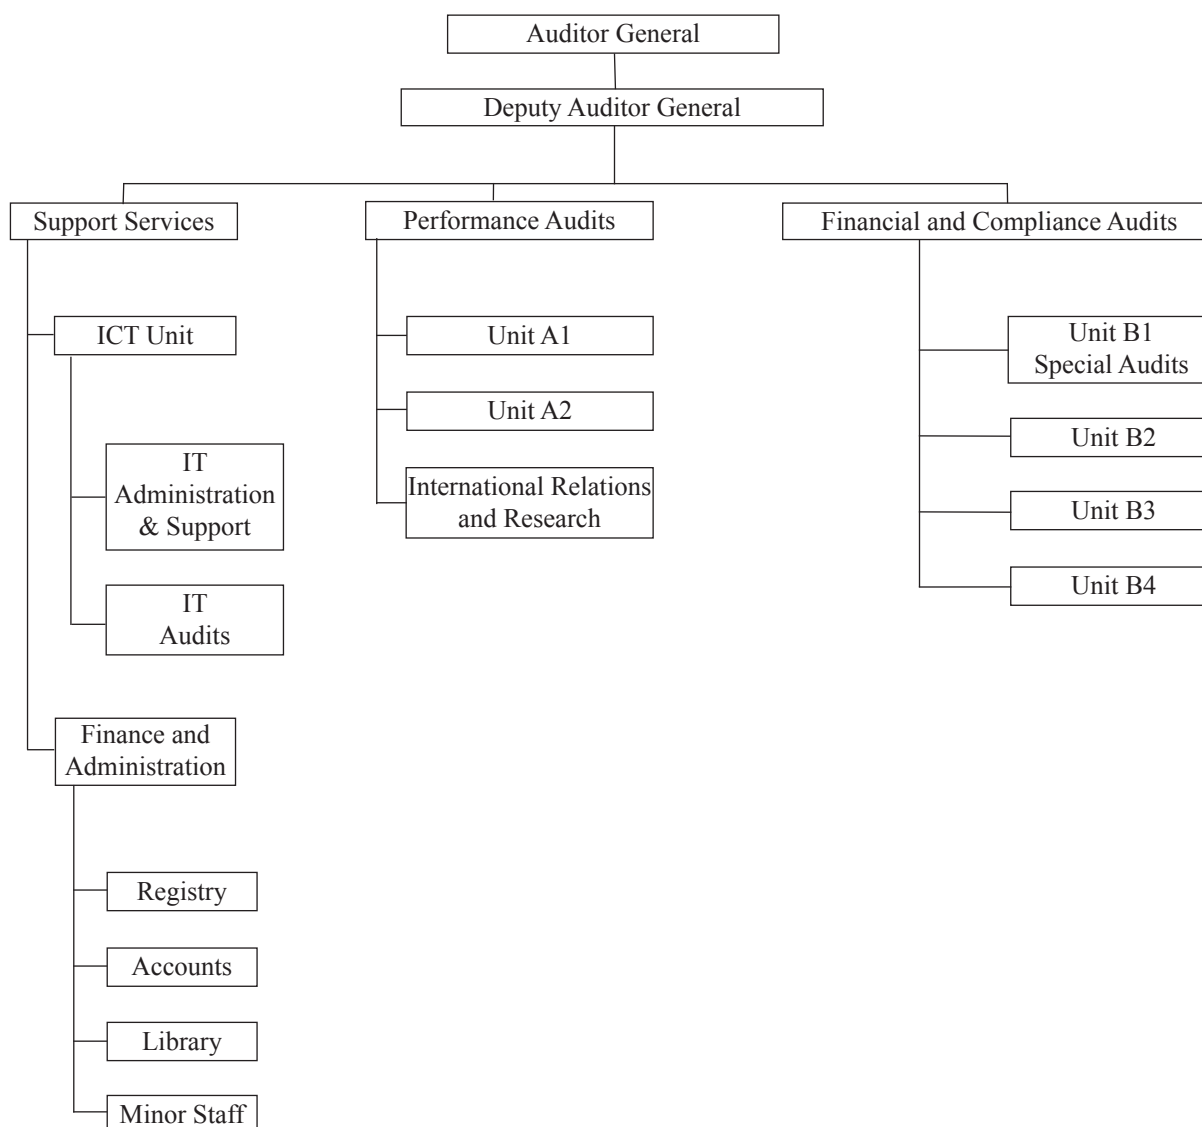 Auditor General
Deputy Auditor General
Support Services
Performance Audits
Financial and Compliance Audits
ICT Unit
IT
Administration
& Support
IT
Audits
Finance and
Administration
Registry
Accounts
Library
Minor Staff
Unit A1
Unit A2
International Relations
and Research
Unit B1
Special Audits
Unit B2
Unit B3
Unit B4